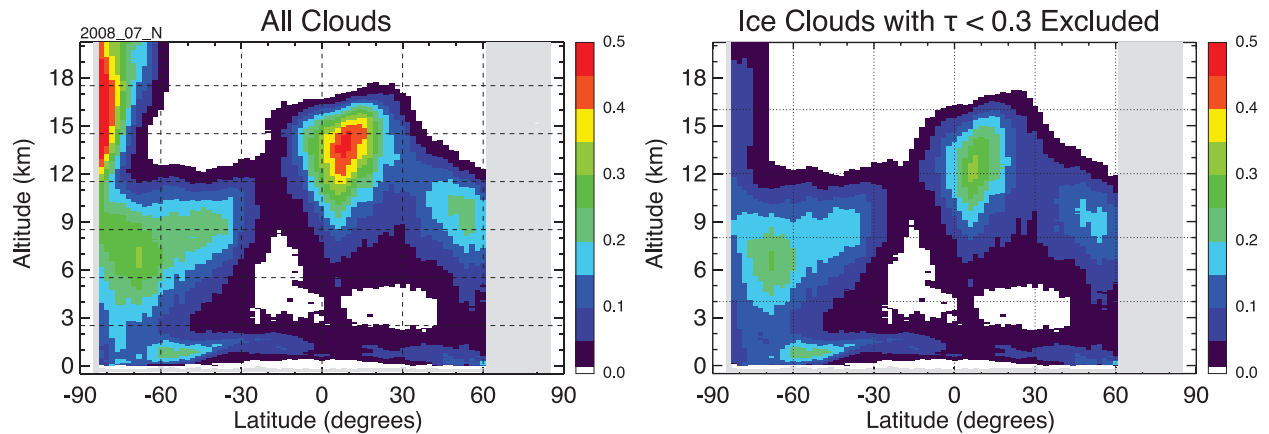 All Clouds
2008_07_N
Altitude (km)
18
15
12
9
6
3
0
-90 -60 -30 0 30 60 90
Latitude (degrees)
0.5
0.4
0.3
0.2
0.1
0.0
Ice Clouds with τ < 0.3 Excluded
Altitude (km)
18
15
12
9
6
3
0
-90 -60 -30 0 30 60 90
Latitude (degrees)
0.5
0.4
0.3
0.2
0.1
0.0